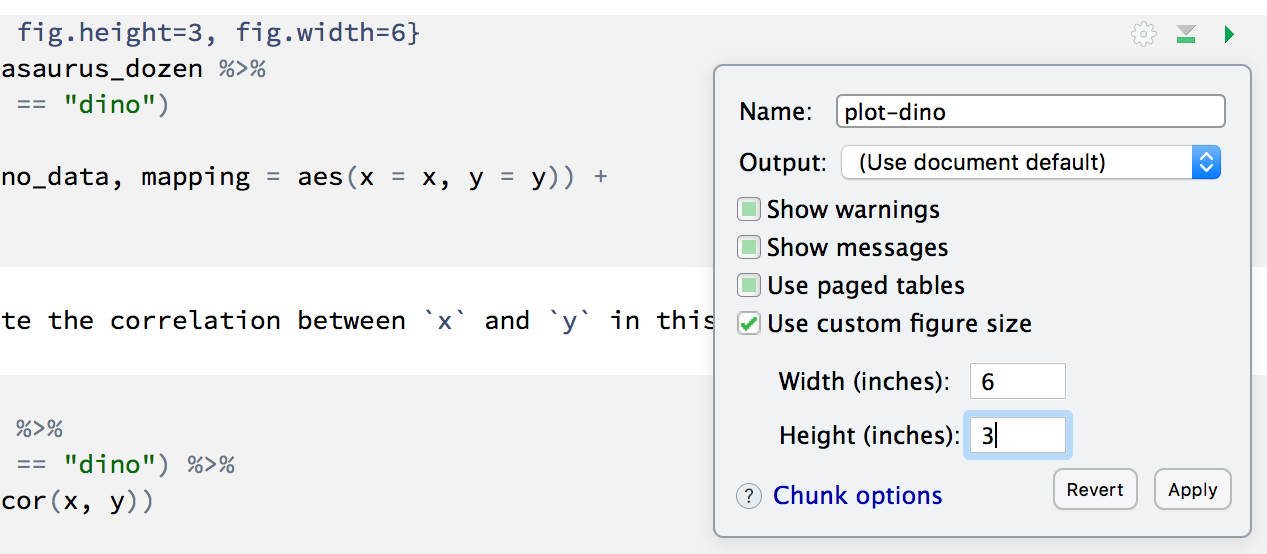 fig.height=3, fig.width=6}
asaurus_dozen %>%
== "dino")
no_data, mapping = aes(x = x, y = y)) +
te the correlation between `x` and `y` in this
%>%
== "dino") %>%
cor(x, y))
Name: plot-dino
Output: (Use document default)
Show warnings
Show messages
Use paged tables
Use custom figure size
Width (inches): 6
Height (inches): 3
? Chunk options Revert Apply